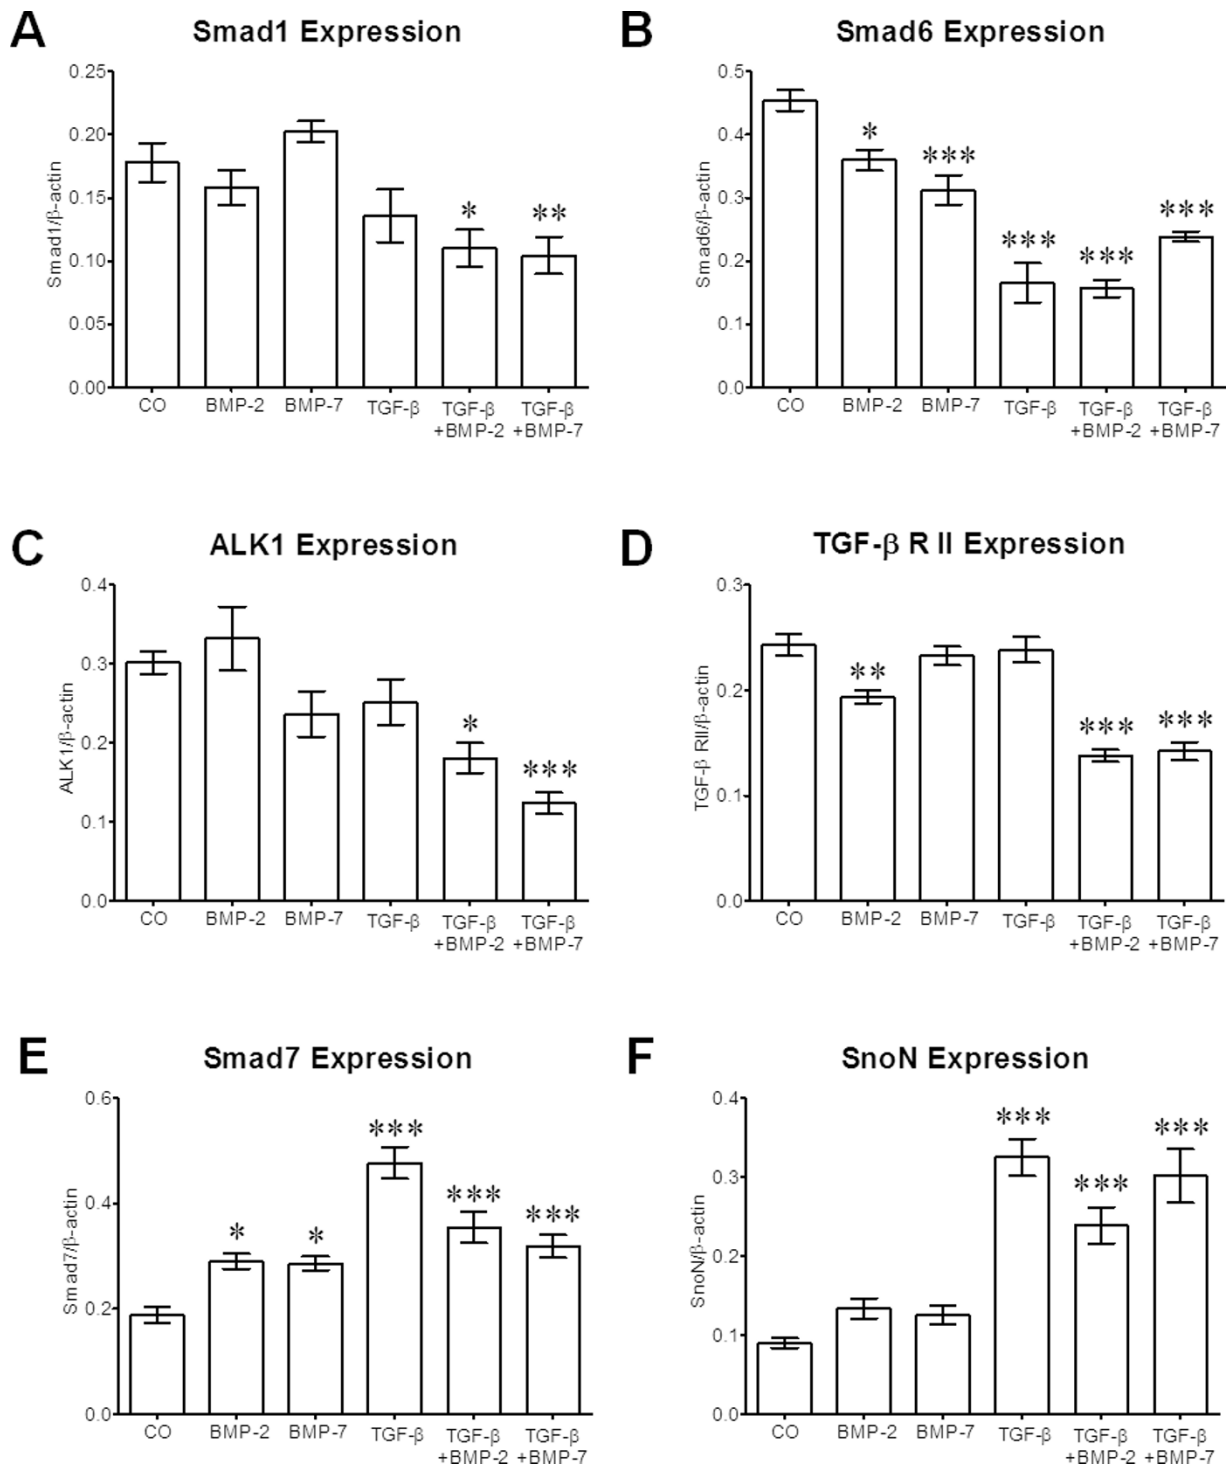 A
Smad1 Expression
Smad1/β-actin
0.25
0.20
0.15
0.10
0.05
0.00
*
**
CO
BMP-2
BMP-7
TGF-β
TGF-β
+BMP-2
TGF-β
+BMP-7
B
Smad6 Expression
Smad6/β-actin
0.5
0.4
0.3
0.2
0.1
0.0
*
***
***
***
***
CO
BMP-2
BMP-7
TGF-β
TGF-β
+BMP-2
TGF-β
+BMP-7
C
ALK1 Expression
ALK1/β-actin
0.4
0.3
0.2
0.1
0.0
*
***
CO
BMP-2
BMP-7
TGF-β
TGF-β
+BMP-2
TGF-β
+BMP-7
D
TGF-β R II Expression
TGF-β RII/β-actin
0.3
0.2
0.1
0.0
**
***
***
CO
BMP-2
BMP-7
TGF-β
TGF-β
+BMP-2
TGF-β
+BMP-7
E
Smad7 Expression
Smad7/β-actin
0.6
0.4
0.2
0.0
*
*
***
***
***
CO
BMP-2
BMP-7
TGF-β
TGF-β
+BMP-2
TGF-β
+BMP-7
F
SnoN Expression
SnoN/β-actin
0.4
0.3
0.2
0.1
0.0
***
***
***
CO
BMP-2
BMP-7
TGF-β
TGF-β
+BMP-2
TGF-β
+BMP-7